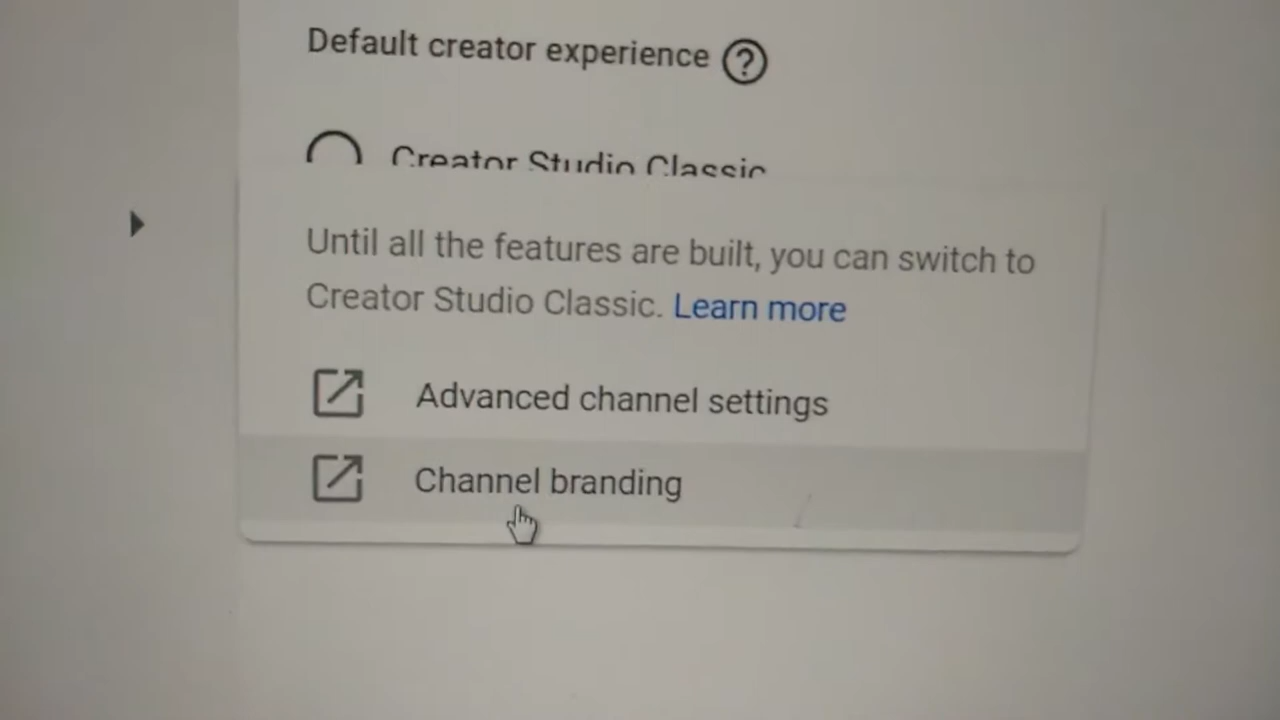 Default creator experience
Creator Studio Classic
Until all the features are built, you can switch to
Creator Studio Classic. Learn more
Advanced channel settings
Channel branding